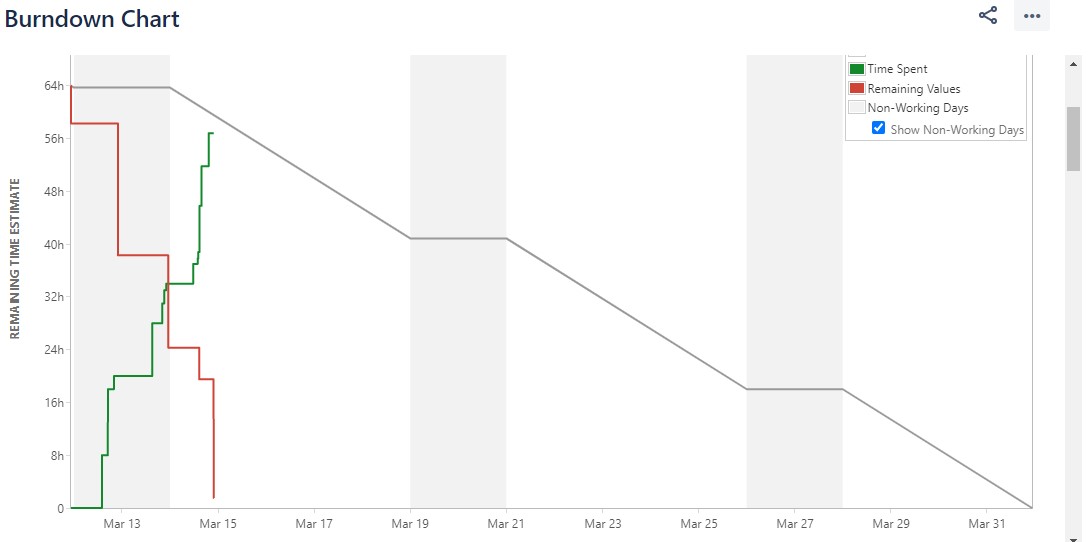 Burndown Chart
Time Spent
Remaining Values
Non-Working Days
Show Non-Working Days
REMAINING TIME ESTIMATE
64h
56h
48h
40h
32h
24h
16h
8h
0
Mar 13 Mar 15 Mar 17 Mar 19 Mar 21 Mar 23 Mar 25 Mar 27 Mar 29 Mar 31